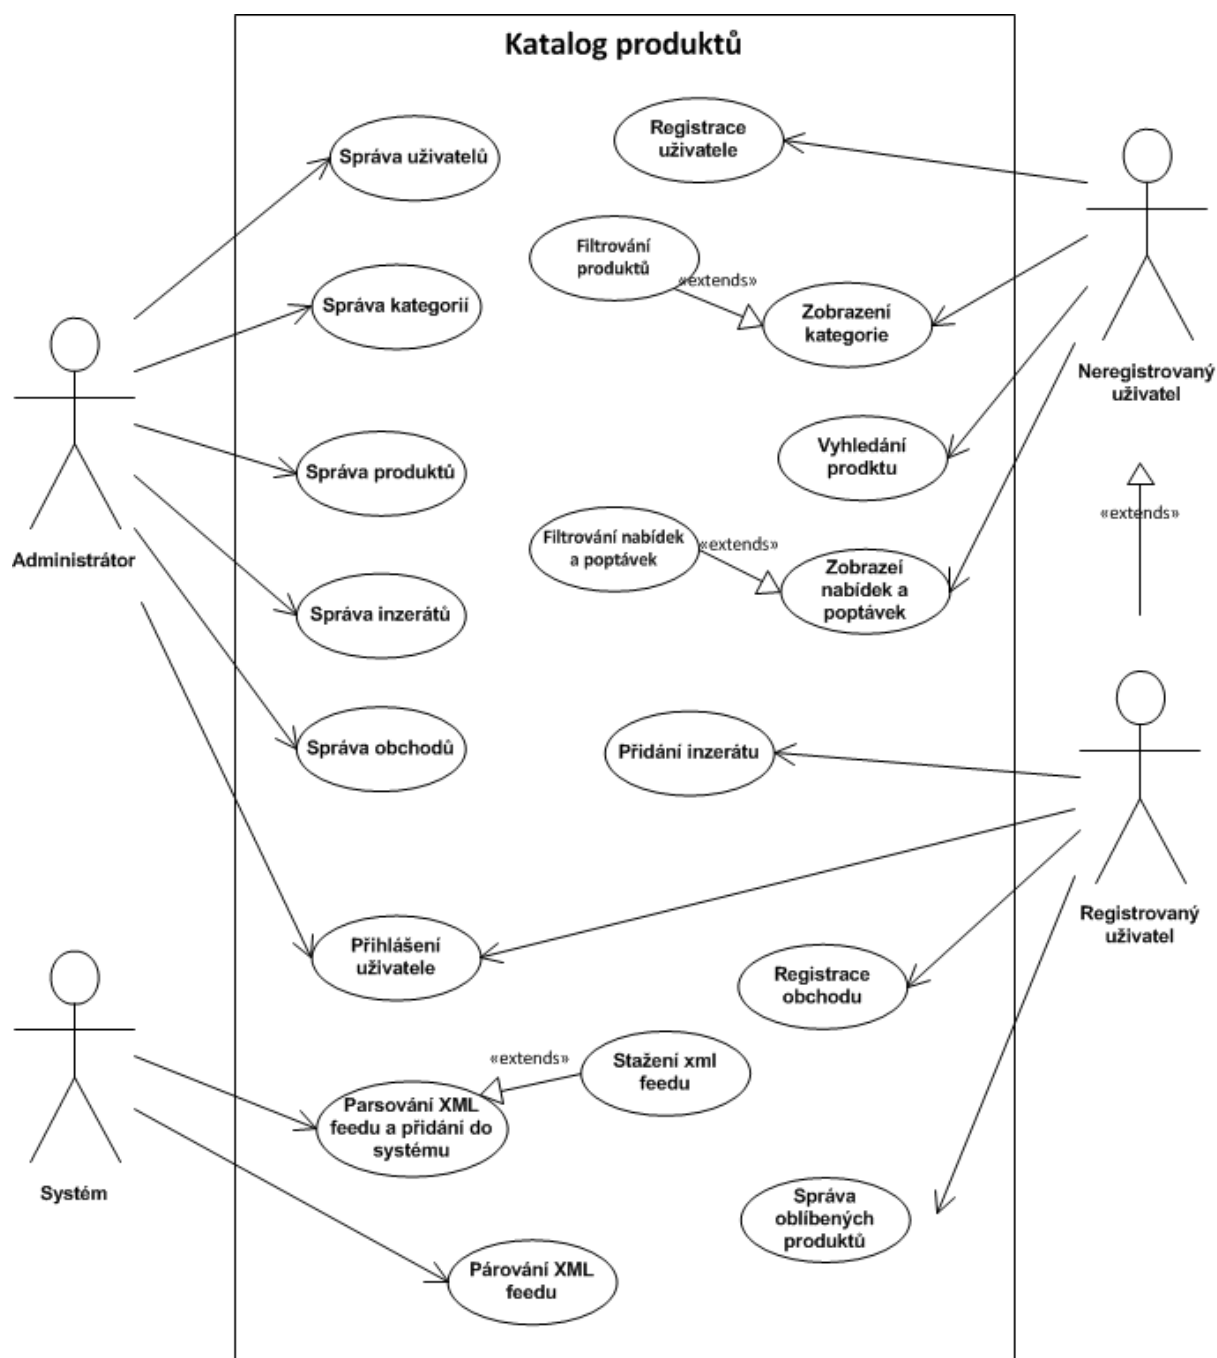 Katalog produktů
Registrace
uživatele
Správa uživatelů
Filtrování
produktů
«extends»
Správa kategorií
Zobrazení
kategorie
Neregistrovaný
uživatel
Vyhledání
prodktu
Správa produktů
«extends»
Filtrování nabídek
a poptávek
«extends»
Administrátor
Zobrazeí
nabídek a
poptávek
Správa inzerátů
Správa obchodů
Přidání inzerátu
Registrovaný
uživatel
Přihlášení
uživatele
Registrace
obchodu
«extends»
Stažení xml
feedu
Parsování XML
feedu a přidání do
systému
Systém
Správa
oblíbených
produktů
Párování XML
feedu